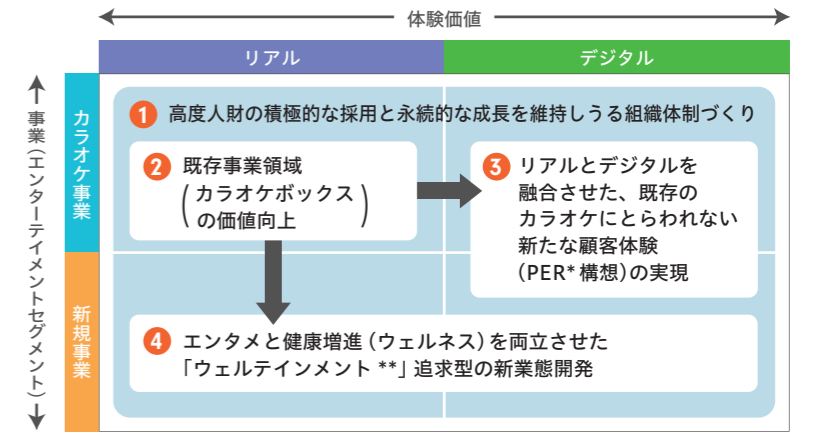 体験価値
リアル
デジタル
事業(エンターテイメントセグメント)
カラオケ事業
1 高度人財の積極的な採用と永続的な成長を維持しうる組織体制づくり
2 既存事業領域
(カラオケボックス
の価値向上)
3 リアルとデジタルを
融合させた、既存の
カラオケにとらわれない
新たな顧客体験
(PER*構想)の実現
新規事業
4 エンタメと健康増進(ウェルネス)を両立させた
「ウェルテインメント**」追求型の新業態開発